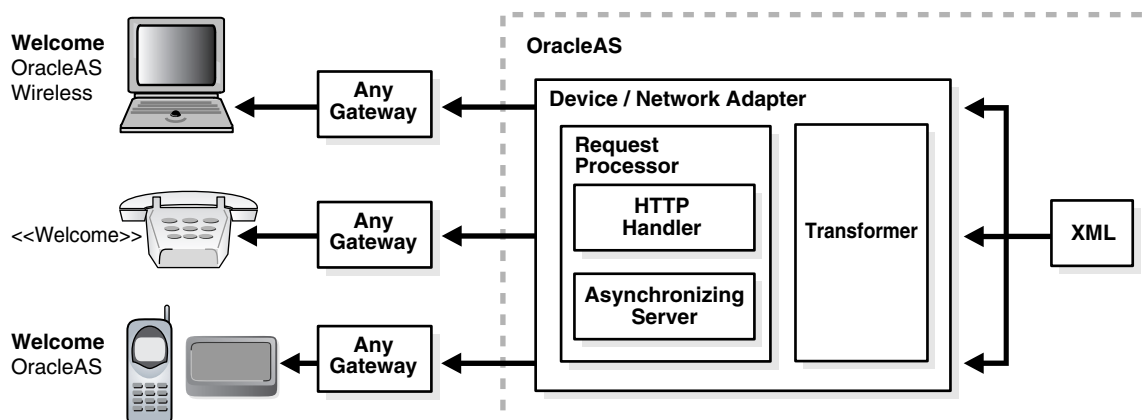 Welcome
OracleAS
Wireless
Any
Gateway
<<Welcome>>
Any
Gateway
Welcome
OracleAS
Any
Gateway
OracleAS
Device / Network Adapter
Request
Processor
HTTP
Handler
Asynchronizing
Server
Transformer
XML